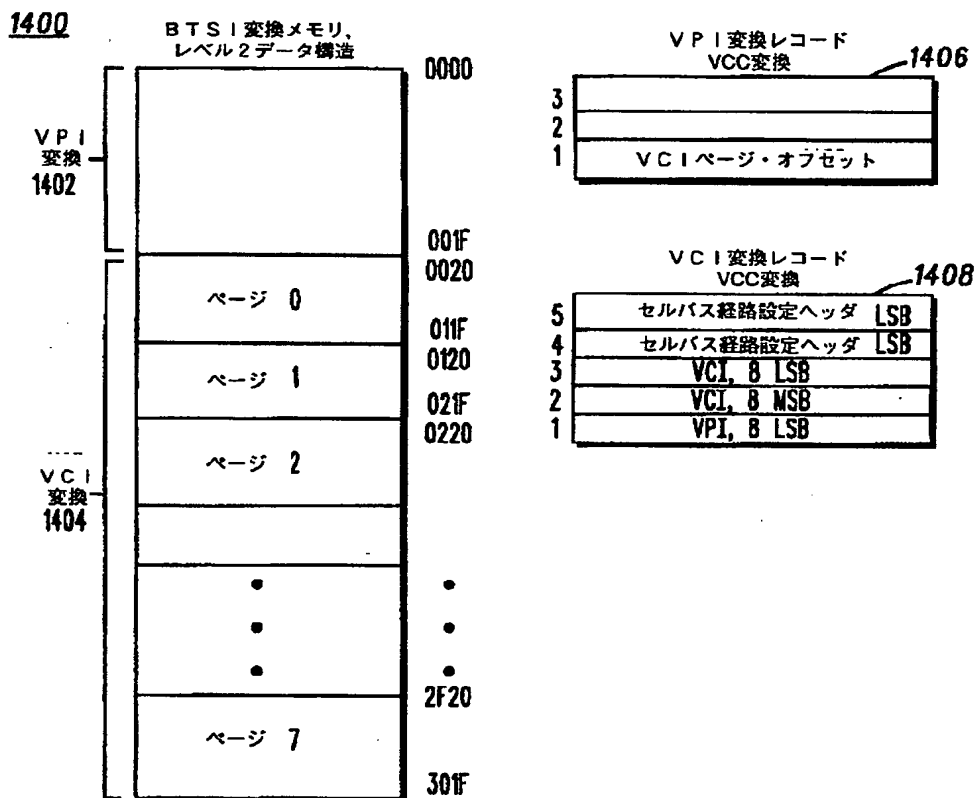 1400
BTSI変換メモリ、
レベル2データ構造
0000
VPI
変換
1402
001F
0020
ページ 0
011F
0120
ページ 1
021F
0220
ページ 2
VCI
変換
1404
2F20
ページ 7
301F
VPI変換レコード
VCC変換
1406
3
2
1 VCIページ・オフセット
VCI変換レコード
VCC変換
1408
5 セルバス経路設定ヘッダ LSB
4 セルバス経路設定ヘッダ LSB
3 VCI, 8 LSB
2 VCI, 8 MSB
1 VPI, 8 LSB